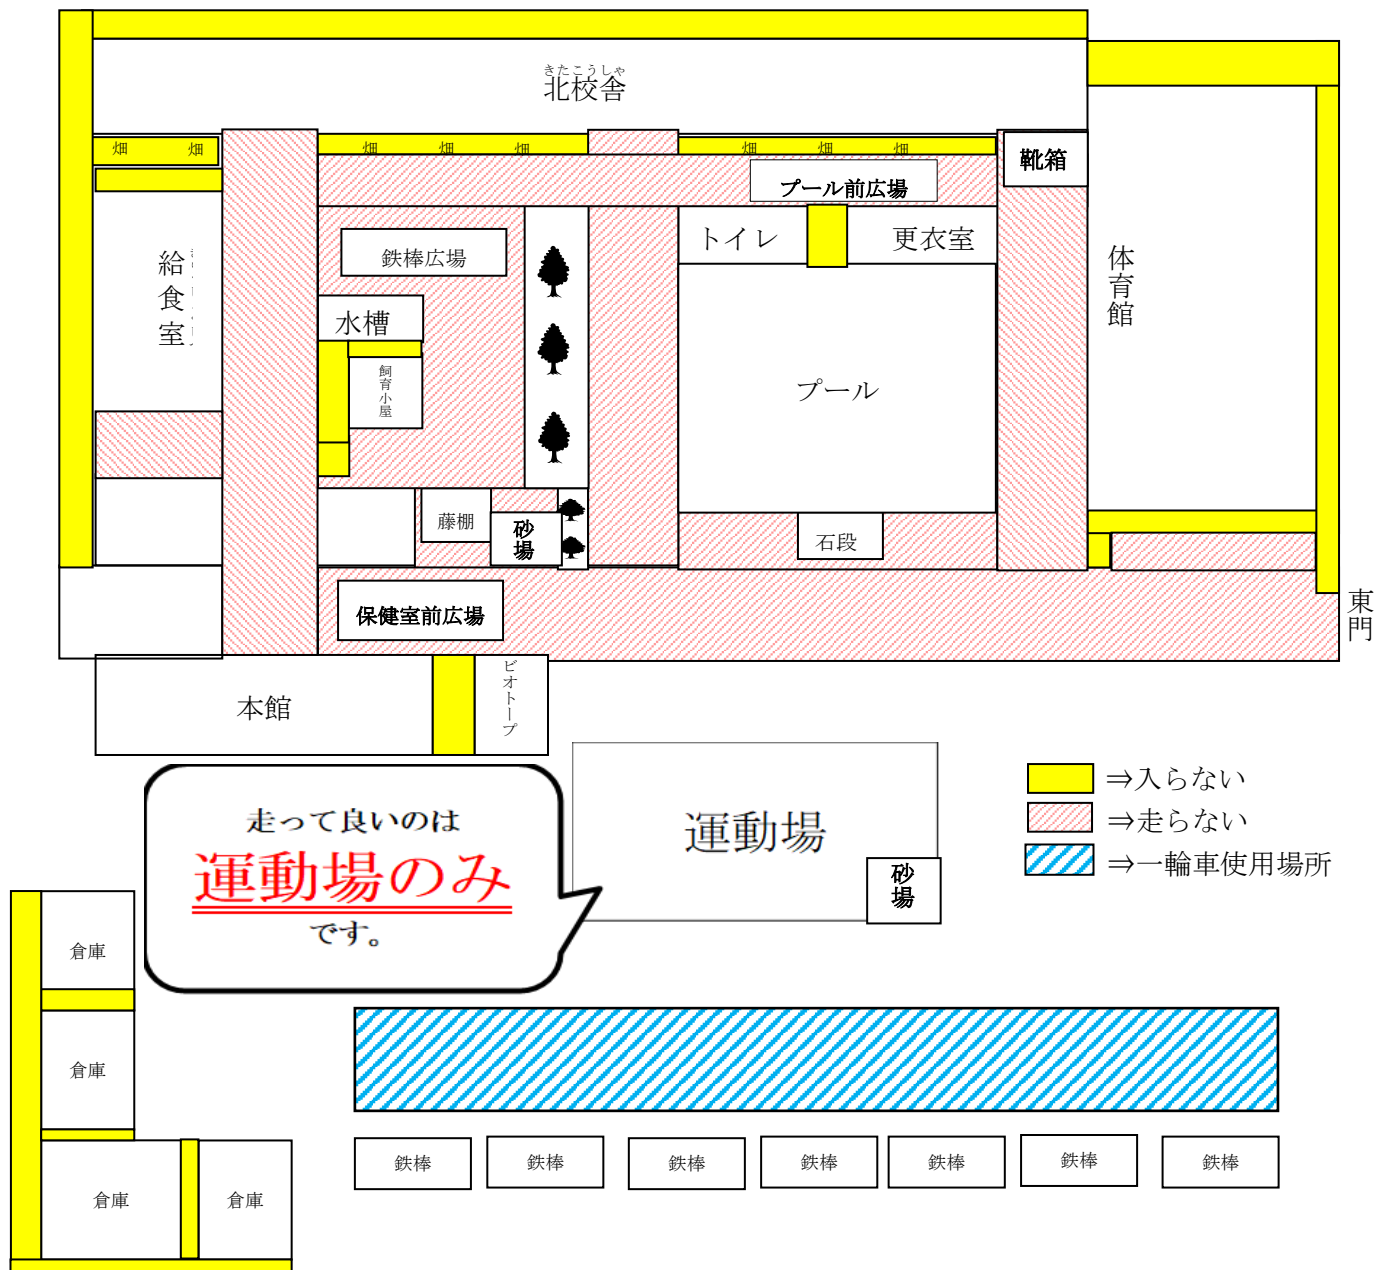 きたこうしゃ
北校舎
畑 畑 畑 畑 畑 畑 畑 畑
靴箱
プール前広場
トイレ
更衣室
鉄棒広場
給食室
体育館
水槽
飼育小屋
プール
藤棚
砂場
石段
保健室前広場
東門
本館
ビオトープ
走って良いのは
運動場のみ
です。
運動場
砂場
⇒入らない
⇒走らない
⇒一輪車使用場所
倉庫
倉庫
倉庫
倉庫
鉄棒 鉄棒 鉄棒 鉄棒 鉄棒 鉄棒 鉄棒